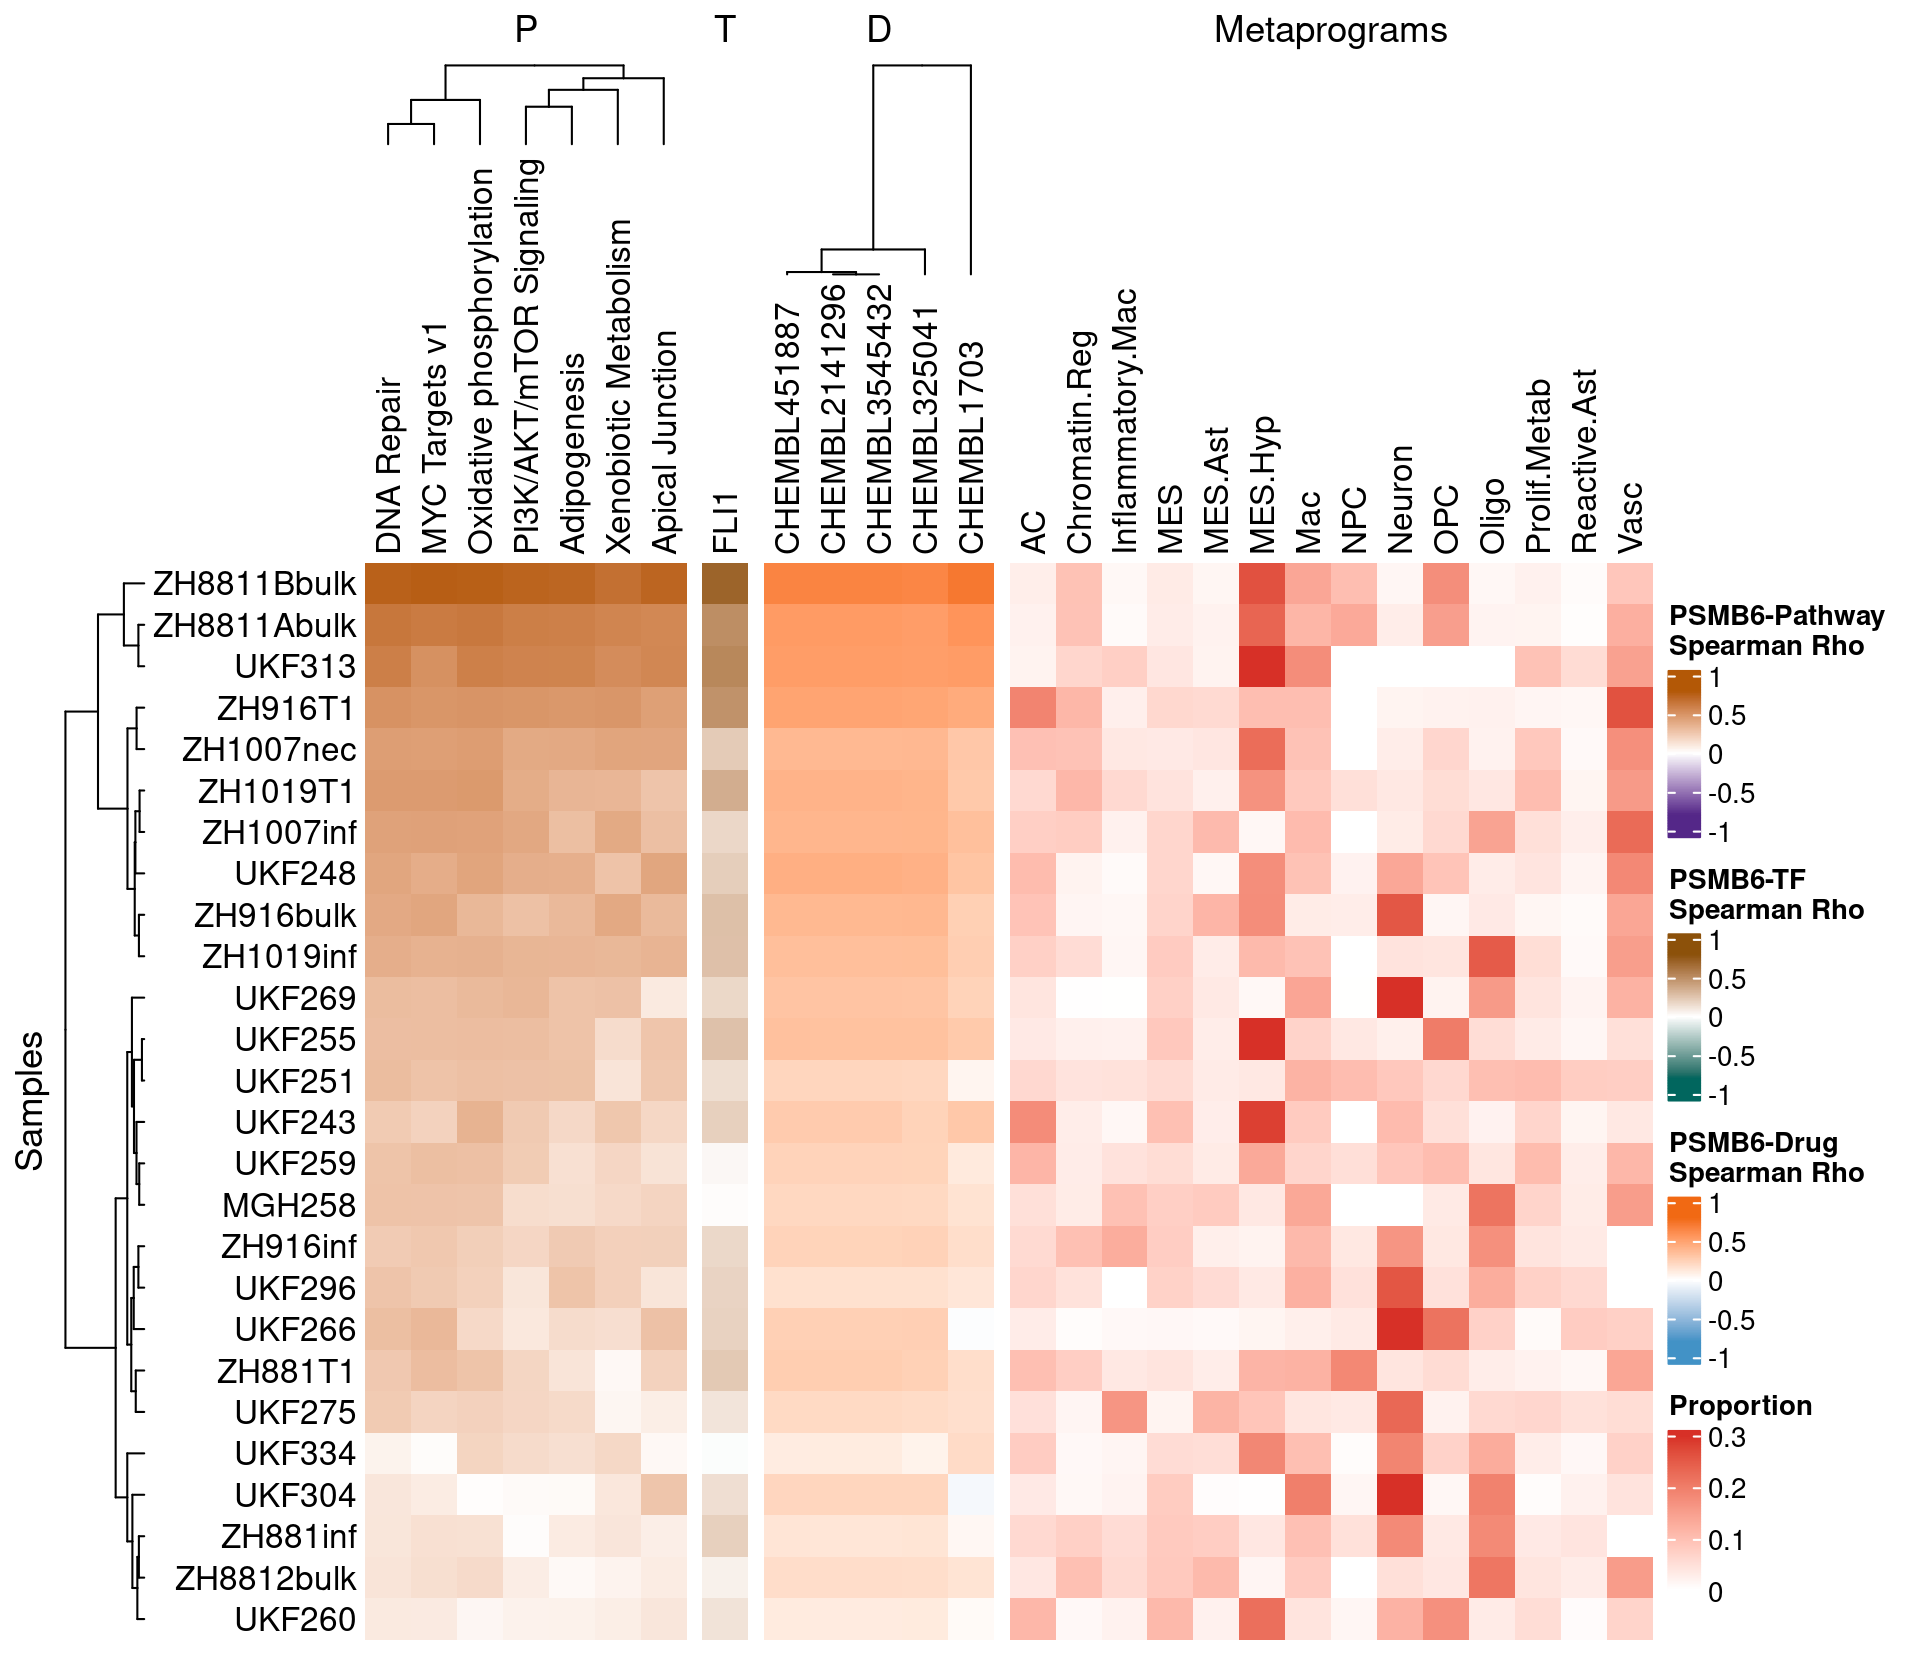 P T D Metaprograms
DNA Repair
MYC Targets v1
Oxidative phosphorylation
PI3K/AKT/mTOR Signaling
Adipogenesis
Xenobiotic Metabolism
Apical Junction
FLI1
CHEMBL451887
CHEMBL2141296
CHEMBL3545432
CHEMBL325041
CHEMBL1703
AC
Chromatin.Reg
Inflammatory.Mac
MES
MES.Ast
MES.Hyp
Mac
NPC
Neuron
OPC
Oligo
Prolif.Metab
Reactive.Ast
Vasc
Samples
ZH8811Bbulk
ZH8811Abulk
UKF313
ZH916T1
ZH1007nec
ZH1019T1
ZH1007inf
UKF248
ZH916bulk
ZH1019inf
UKF269
UKF255
UKF251
UKF243
UKF259
MGH258
ZH916inf
UKF296
UKF266
ZH881T1
UKF275
UKF334
UKF304
ZH881inf
ZH8812bulk
UKF260
PSMB6-Pathway
Spearman Rho
1
0.5
0
-0.5
-1
PSMB6-TF
Spearman Rho
1
0.5
0
-0.5
-1
PSMB6-Drug
Spearman Rho
1
0.5
0
-0.5
-1
Proportion
0.3
0.2
0.1
0